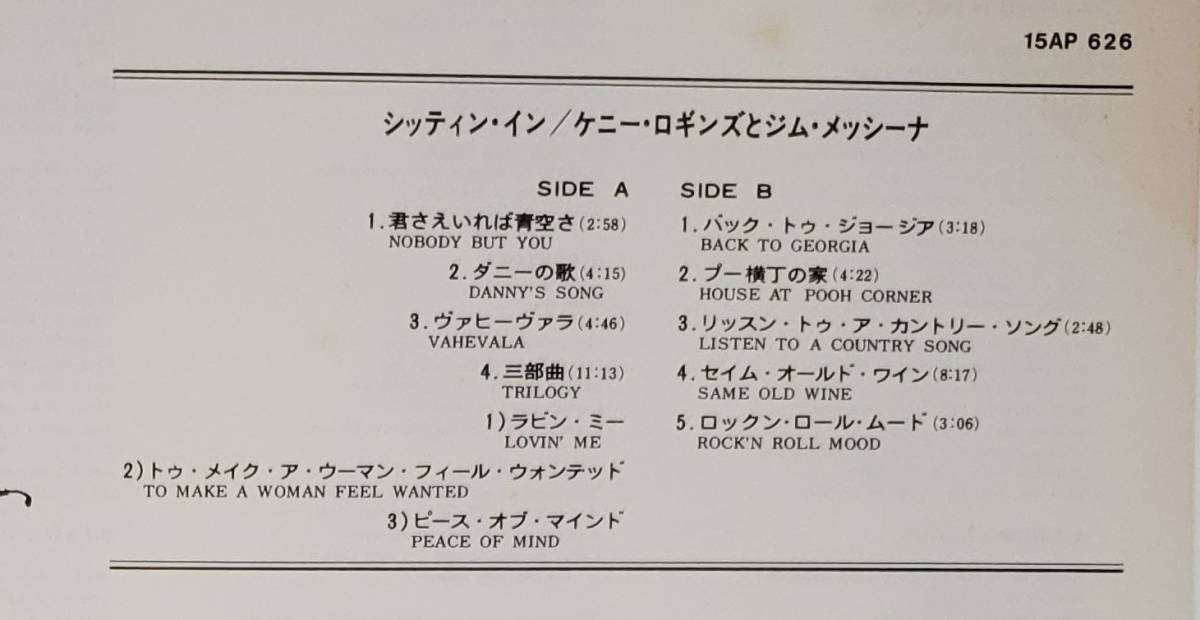 15AP 626
シッティン・イン/ケニー・ロギンズとジム・メッシーナ
SIDE A
1.君さえいれば青空さ(2:58)
NOBODY BUT YOU
2.ダニーの歌(4:15)
DANNY'S SONG
3.ヴァヒーヴァラ(4:46)
VAHEVALA
4.三部曲(11:13)
TRILOGY
1)ラビン・ミー
LOVIN' ME
2)トゥ・メイク・ア・ウーマン・フィール・ウォンテッド
TO MAKE A WOMAN FEEL WANTED
3)ピース・オブ・マインド
PEACE OF MIND
SIDE B
1.バック・トゥ・ジョージア(3:18)
BACK TO GEORGIA
2.プー横丁の家(4:22)
HOUSE AT POOH CORNER
3.リッスン・トゥ・ア・カントリー・ソング(2:48)
LISTEN TO A COUNTRY SONG
4.セイム・オールド・ワイン(8:17)
SAME OLD WINE
5.ロックン・ロール・ムード(3:06)
ROCK'N ROLL MOOD